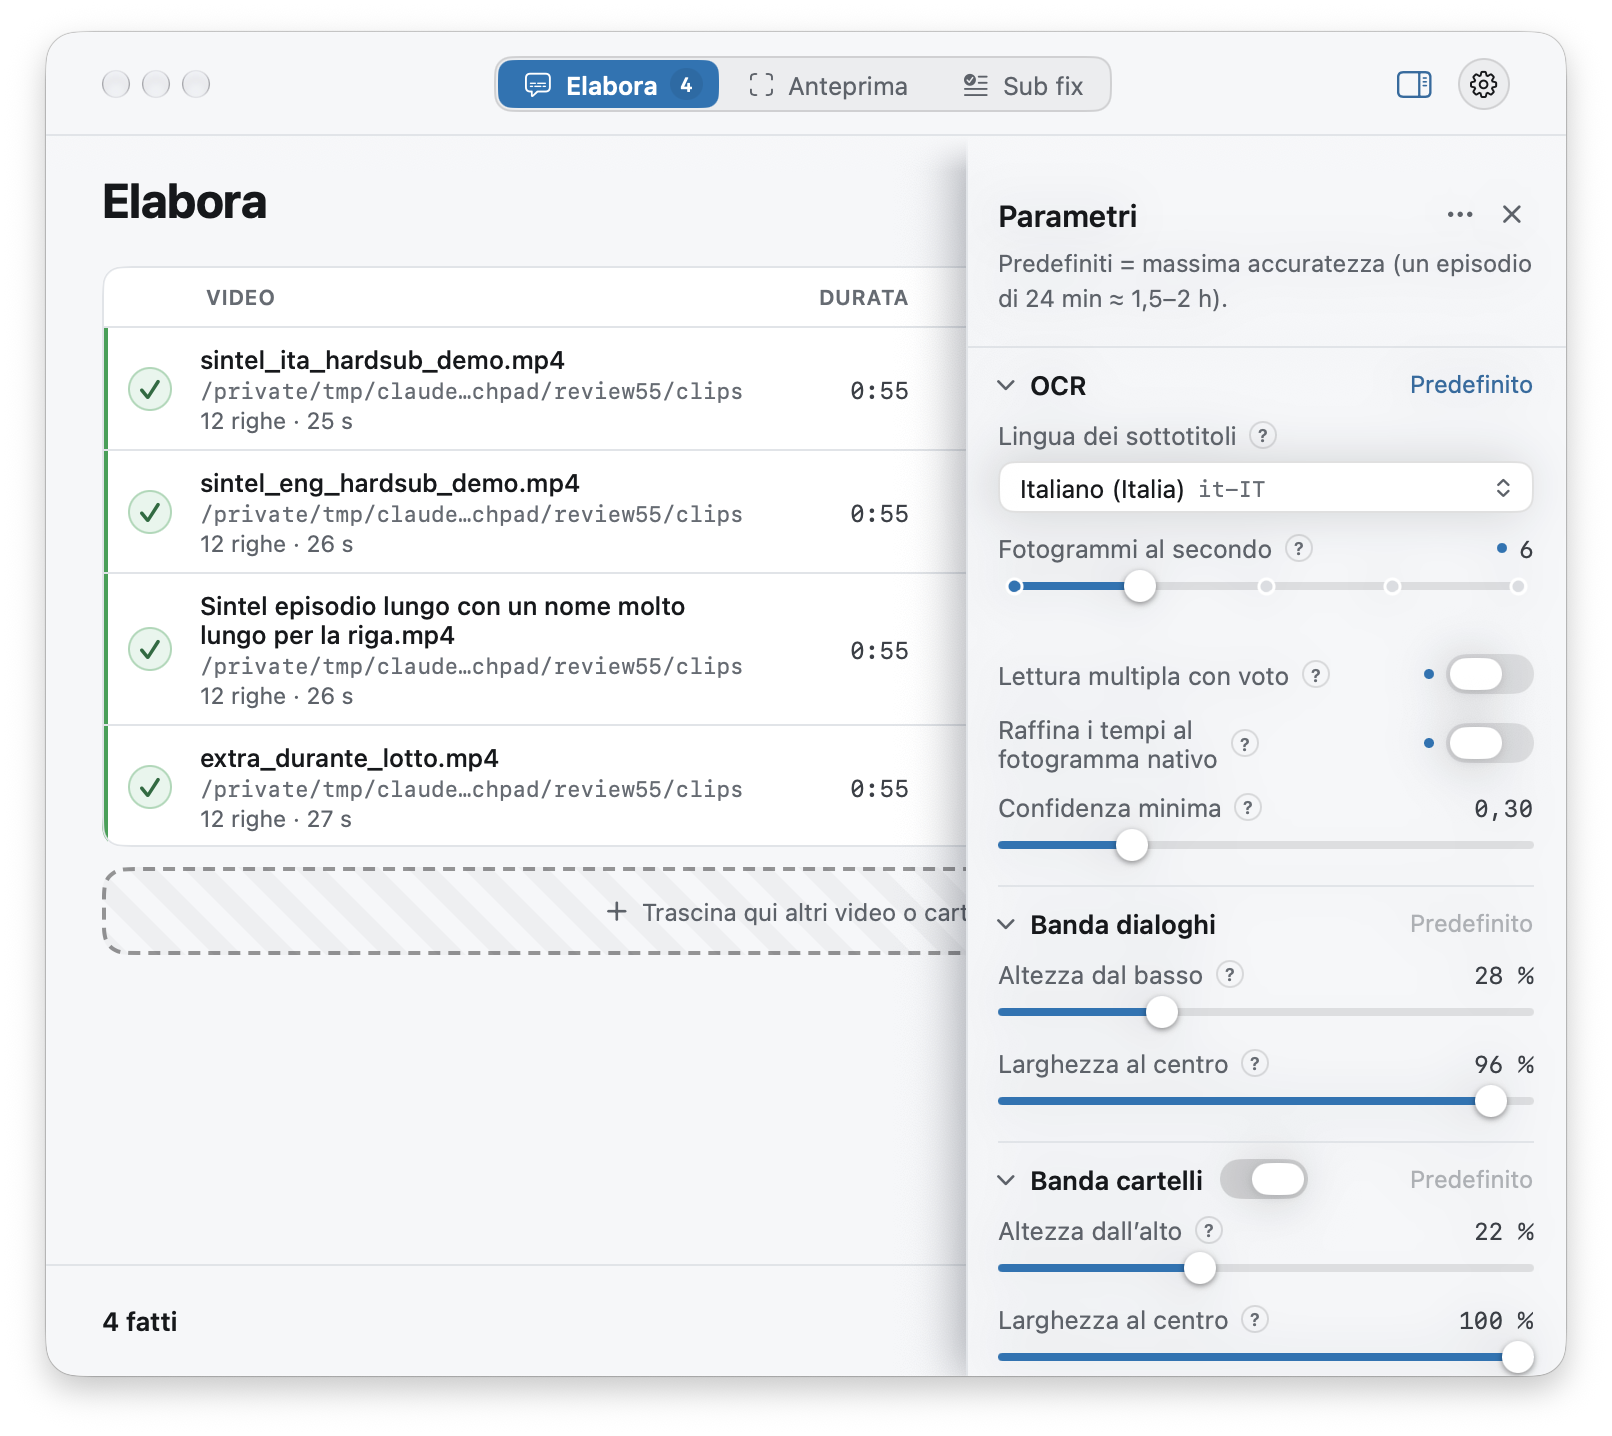 Elabora 4 Anteprima Sub fix
Elabora
VIDEO DURATA
sintel_ita_hardsub_demo.mp4
/private/tmp/claude…chpad/review55/clips 0:55
12 righe · 25 s
sintel_eng_hardsub_demo.mp4
/private/tmp/claude…chpad/review55/clips 0:55
12 righe · 26 s
Sintel episodio lungo con un nome molto
lungo per la riga.mp4
/private/tmp/claude…chpad/review55/clips 0:55
12 righe · 26 s
extra_durante_lotto.mp4
/private/tmp/claude…chpad/review55/clips 0:55
12 righe · 27 s
+ Trascina qui altri video o cart
4 fatti
Parametri
Predefiniti = massima accuratezza (un episodio
di 24 min ≈ 1,5–2 h).
OCR Predefinito
Lingua dei sottotitoli ?
Italiano (Italia) it-IT
Fotogrammi al secondo ? 6
Lettura multipla con voto ?
Raffina i tempi al
fotogramma nativo ?
Confidenza minima ? 0,30
Banda dialoghi Predefinito
Altezza dal basso ? 28 %
Larghezza al centro ? 96 %
Banda cartelli Predefinito
Altezza dall’alto ? 22 %
Larghezza al centro ? 100 %